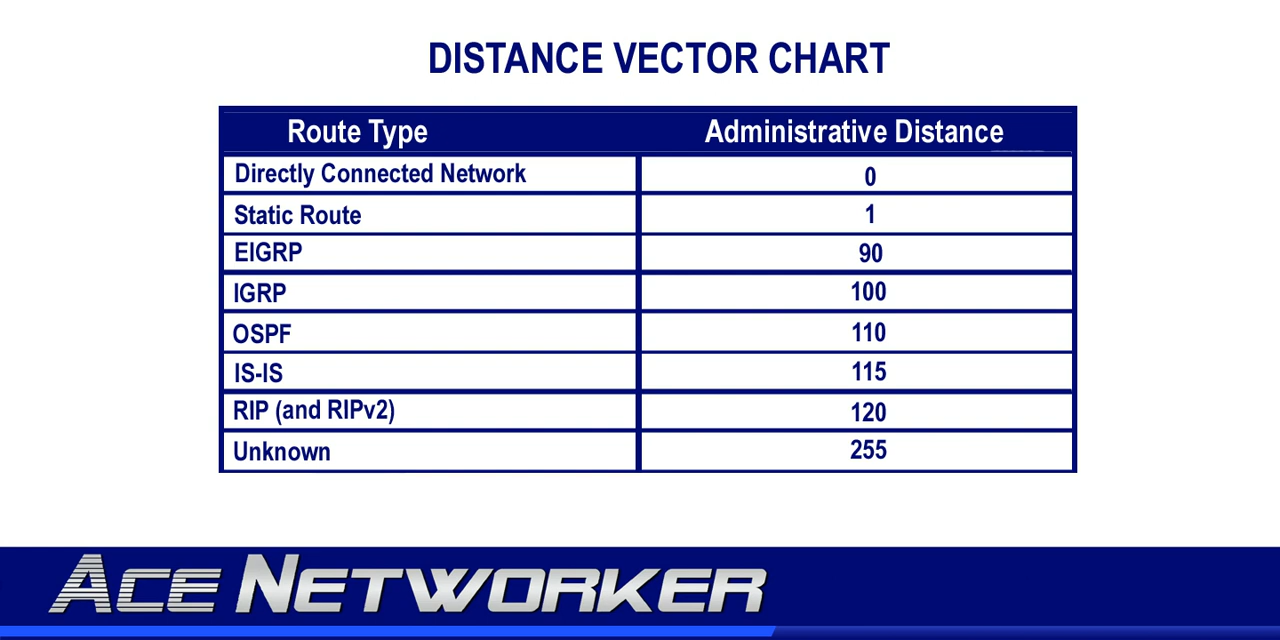 DISTANCE VECTOR CHART
Route Type Administrative Distance
Directly Connected Network 0
Static Route 1
EIGRP 90
IGRP 100
OSPF 110
IS-IS 115
RIP (and RIPv2) 120
Unknown 255
ACE NETWORKER